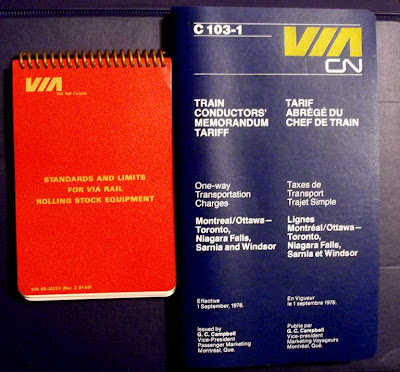 VIA
VIA Rail Canada
STANDARDS AND LIMITS
FOR VIA RAIL
ROLLING STOCK EQUIPMENT
C 103-1
VIA
CN
TRAIN
CONDUCTORS'
MEMORANDUM
TARIFF
One-way
Transportation
Charges
Montreal/Ottawa–
Toronto,
Niagara Falls,
Sarnia and Windsor
Effective
1 September, 1976.
Issued by
G. C. Campbell
Vice-President
Passenger Marketing
Montréal, Que.
TARIF
ABRÉGÉ DU
CHEF DE TRAIN
Taxes de
Transport
Trajet Simple
Lignes
Montréal/Ottawa–
Toronto,
Niagara Falls,
Sarnia et Windsor
En Vigueur
le 1 septembre 1976.
Publie par
G. C. Campbell
Vice-président
Marketing Voyageurs
Montréal, Qué.